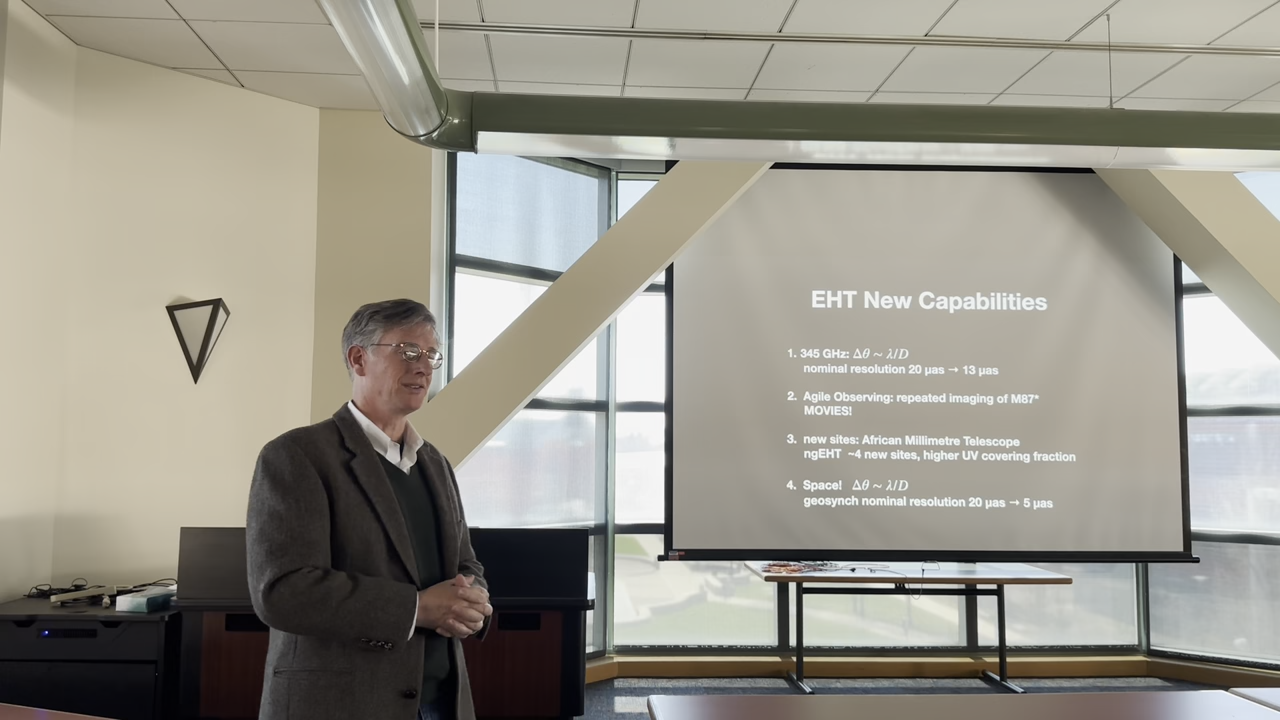 EHT New Capabilities
1. 345 GHz: Δθ ~ λ/D
nominal resolution 20 μas → 13 μas
2. Agile Observing: repeated imaging of M87*
MOVIES!
3. new sites: African Millimetre Telescope
ngEHT ~4 new sites, higher UV covering fraction
4. Space! Δθ ~ λ/D
geosynch nominal resolution 20 μas → 5 μas